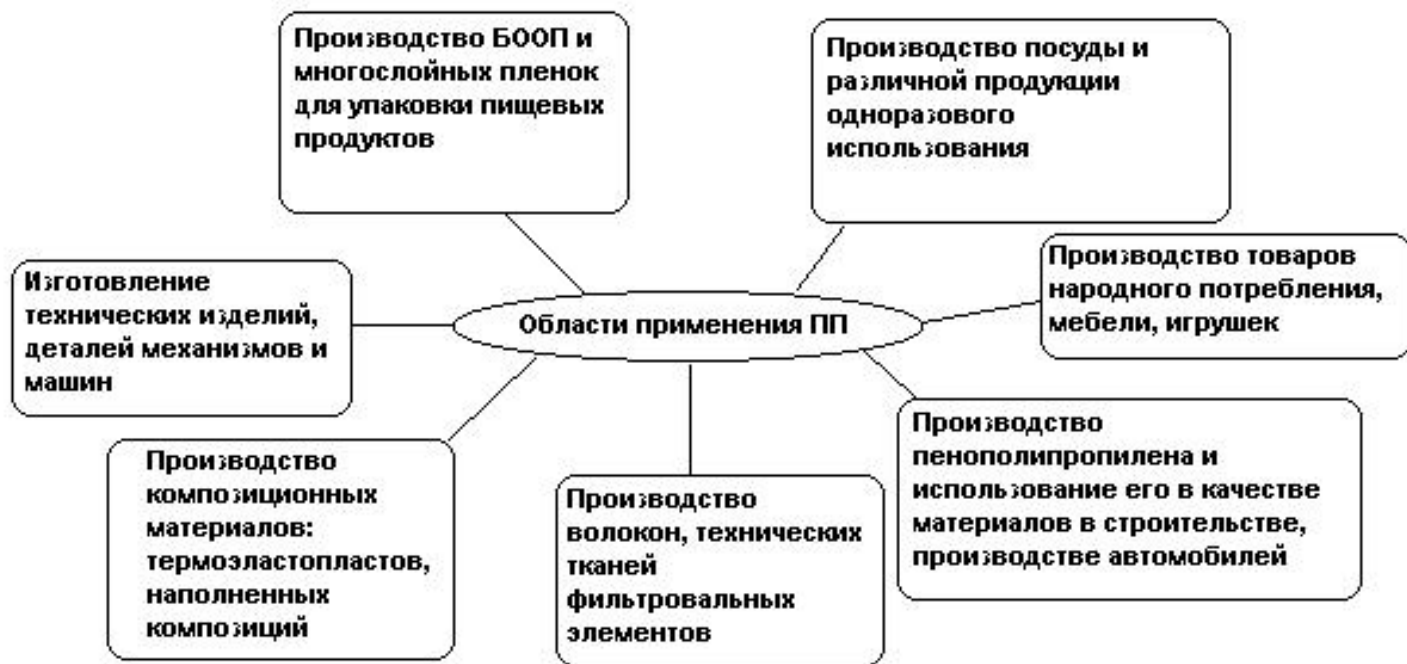 Производство БООП и
многослойных пленок
для упаковки пищевых
продуктов
Производство посуды и
различной продукции
одноразового
использования
Изготовление
технических изделий,
деталей механизмов и
машин
Области применения ПП
Производство товаров
народного потребления,
мебели, игрушек
Производство
композиционных
материалов:
термоэластопластов,
наполненных
композиций
Производство
волокон, технических
тканей
фильтровальных
элементов
Производство
пенополипропилена и
использование его в качестве
материалов в строительстве,
производстве автомобилей